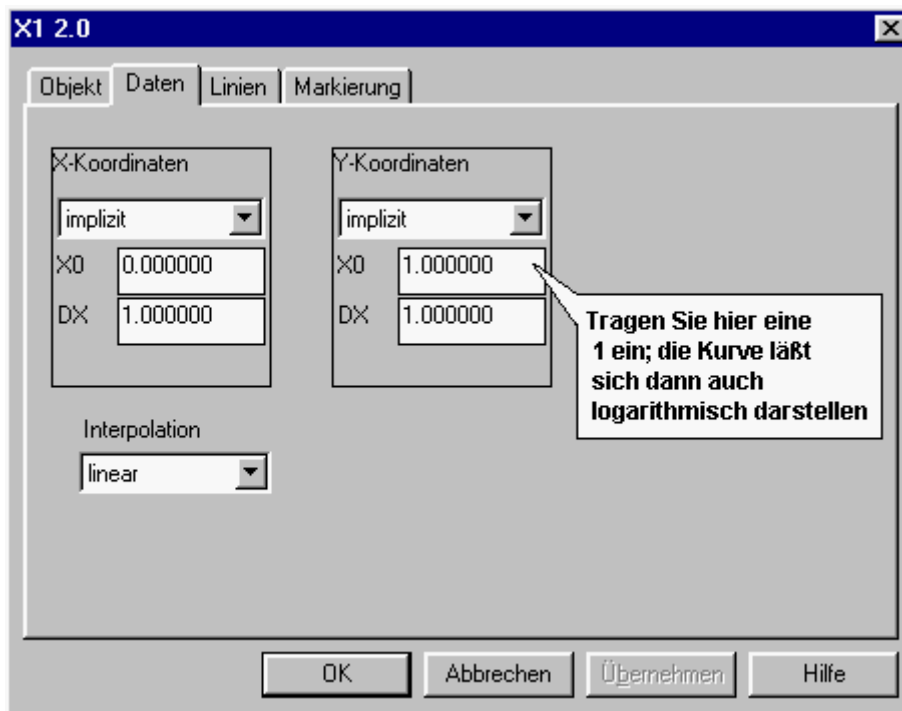 X1 2.0
Objekt
Daten
Linien
Markierung
X-Koordinaten
implizit
X0 0.000000
DX 1.000000
Y-Koordinaten
implizit
X0 1.000000
DX 1.000000
Tragen Sie hier eine
1 ein; die Kurve läßt
sich dann auch
logarithmisch darstellen
Interpolation
linear
OK
Abbrechen
Übernehmen
Hilfe